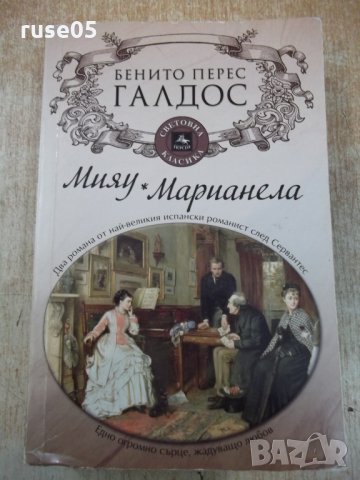 ruse05
БЕНИТО ПЕРЕС
ГАЛДОС
СВЕТОВНА
КЛАСИКА
Мияу * Марианела
Два романа от най-великия испански романист след Сервантес
Едно огромно сърце, жадуващо любов
BAZAR